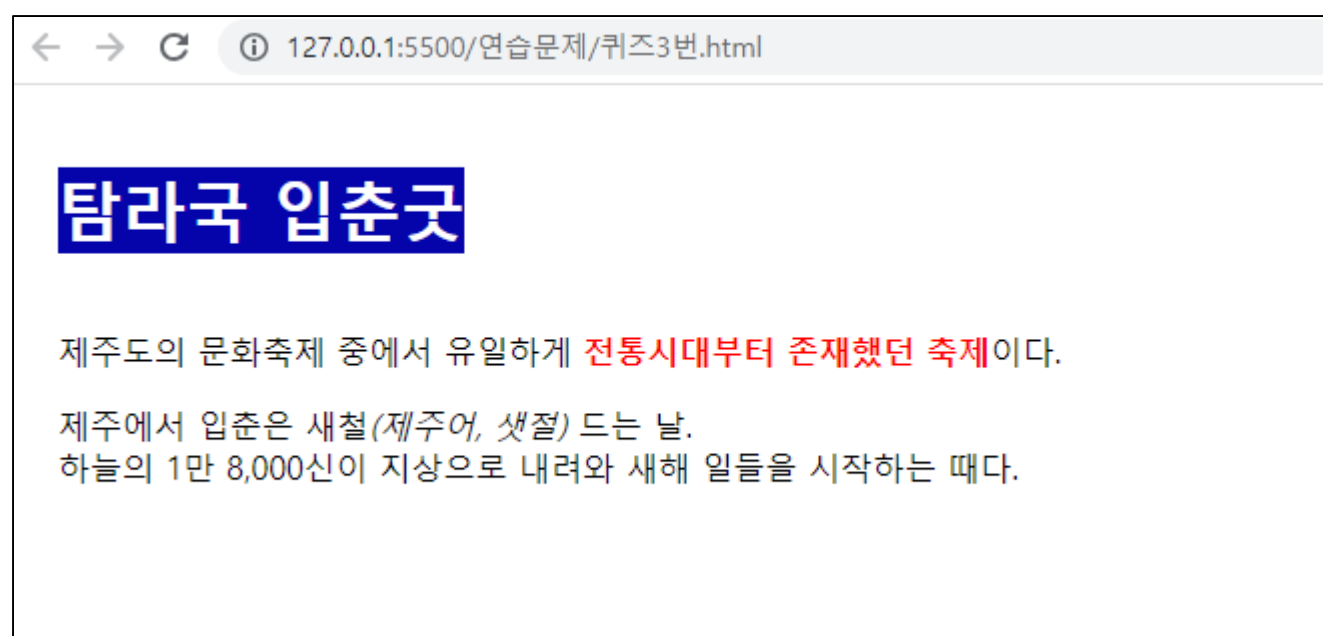 127.0.0.1:5500/연습문제/퀴즈3번.html
탐라국 입춘굿
제주도의 문화축제 중에서 유일하게 전통시대부터 존재했던 축제이다.
제주에서 입춘은 새철(제주어, 샛절) 드는 날.
하늘의 1만 8,000신이 지상으로 내려와 새해 일들을 시작하는 때다.